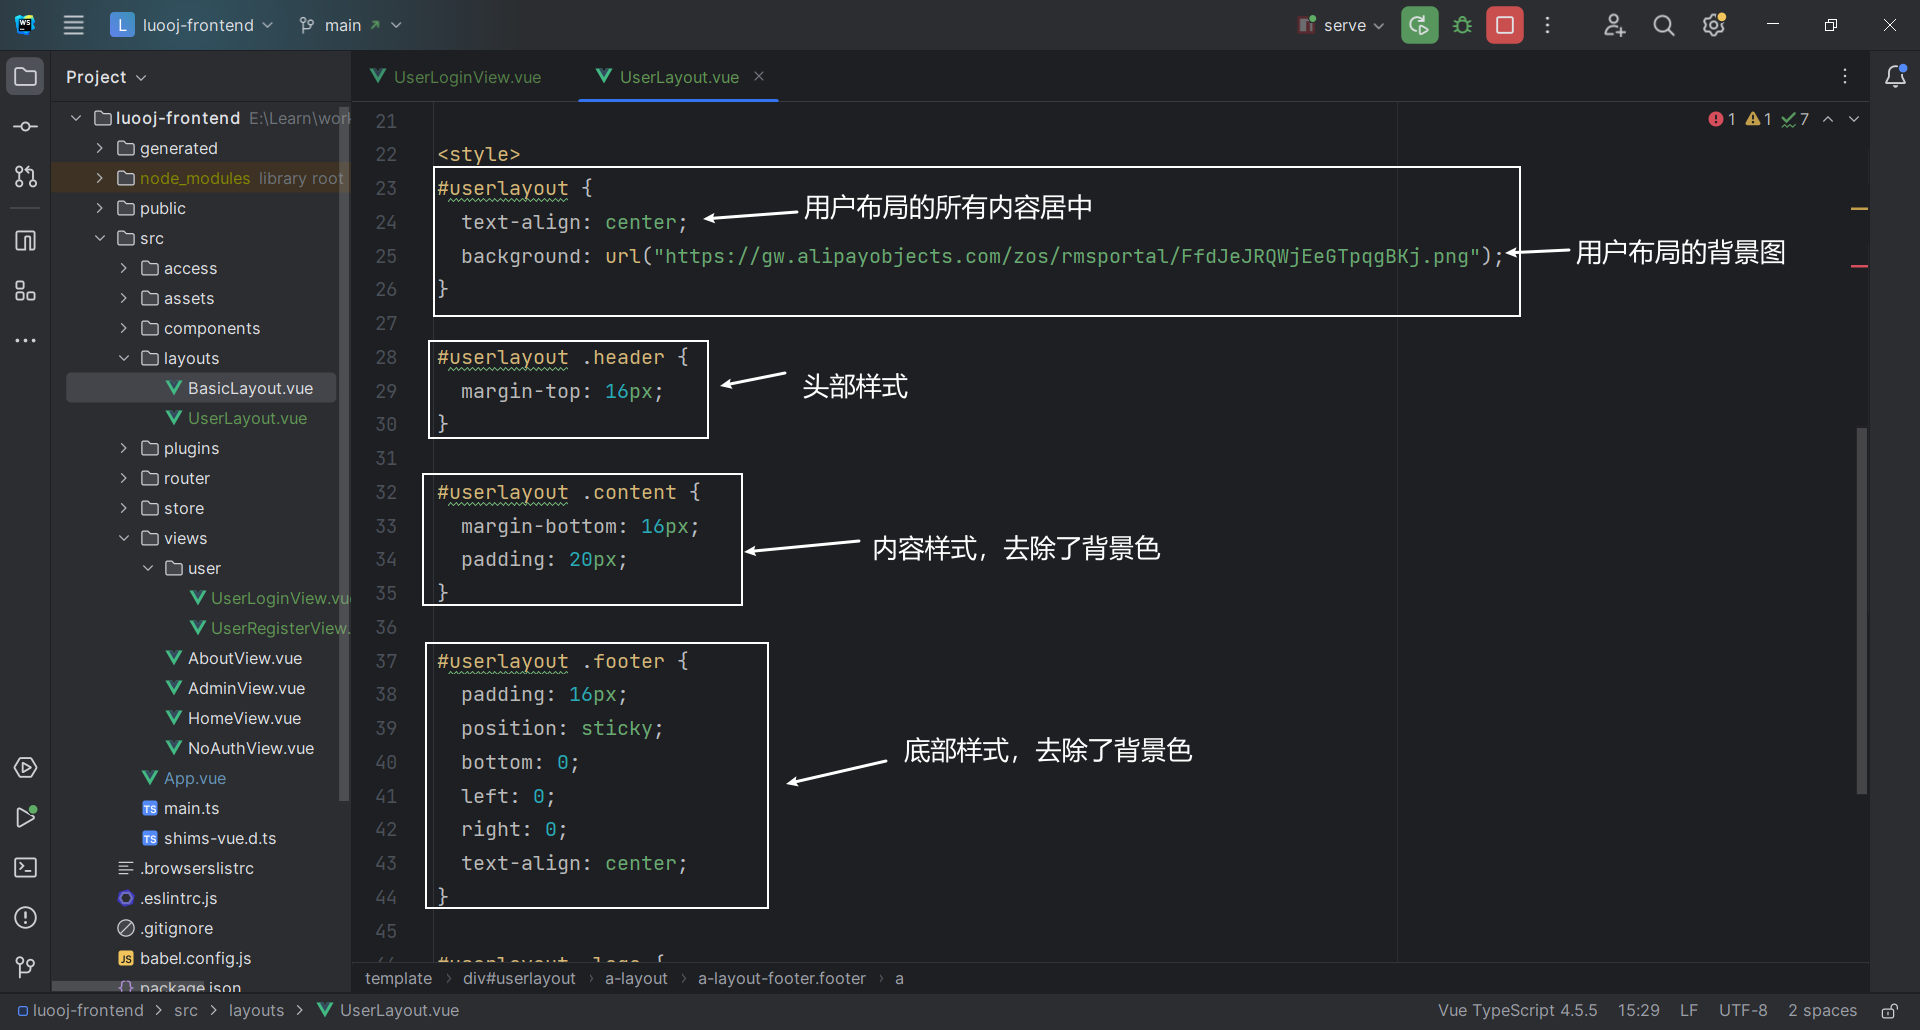 L luooj-frontend main serve
Project
UserLoginView.vue UserLayout.vue
luooj-frontend E:\Learn\work
generated
node_modules library root
public
src
access
assets
components
layouts
BasicLayout.vue
UserLayout.vue
plugins
router
store
views
user
UserLoginView.vue
UserRegisterView.
AboutView.vue
AdminView.vue
HomeView.vue
NoAuthView.vue
App.vue
main.ts
shims-vue.d.ts
.browserslistrc
.eslintrc.js
.gitignore
babel.config.js
package.json
1 1 7
21
22 <style>
23 #userlayout {
24 text-align: center;
用户布局的所有内容居中
25 background: url("https://gw.alipayobjects.com/zos/rmsportal/FfdJeJRQWjEeGTpqgBKj.png");
用户布局的背景图
26 }
27
28 #userlayout .header {
29 margin-top: 16px;
头部样式
30 }
31
32 #userlayout .content {
33 margin-bottom: 16px;
34 padding: 20px;
内容样式，去除了背景色
35 }
36
37 #userlayout .footer {
38 padding: 16px;
39 position: sticky;
40 bottom: 0;
底部样式，去除了背景色
41 left: 0;
42 right: 0;
43 text-align: center;
44 }
45
template div#userlayout a-layout a-layout-footer.footer a
luooj-frontend src layouts UserLayout.vue
Vue TypeScript 4.5.5 15:29 LF UTF-8 2 spaces